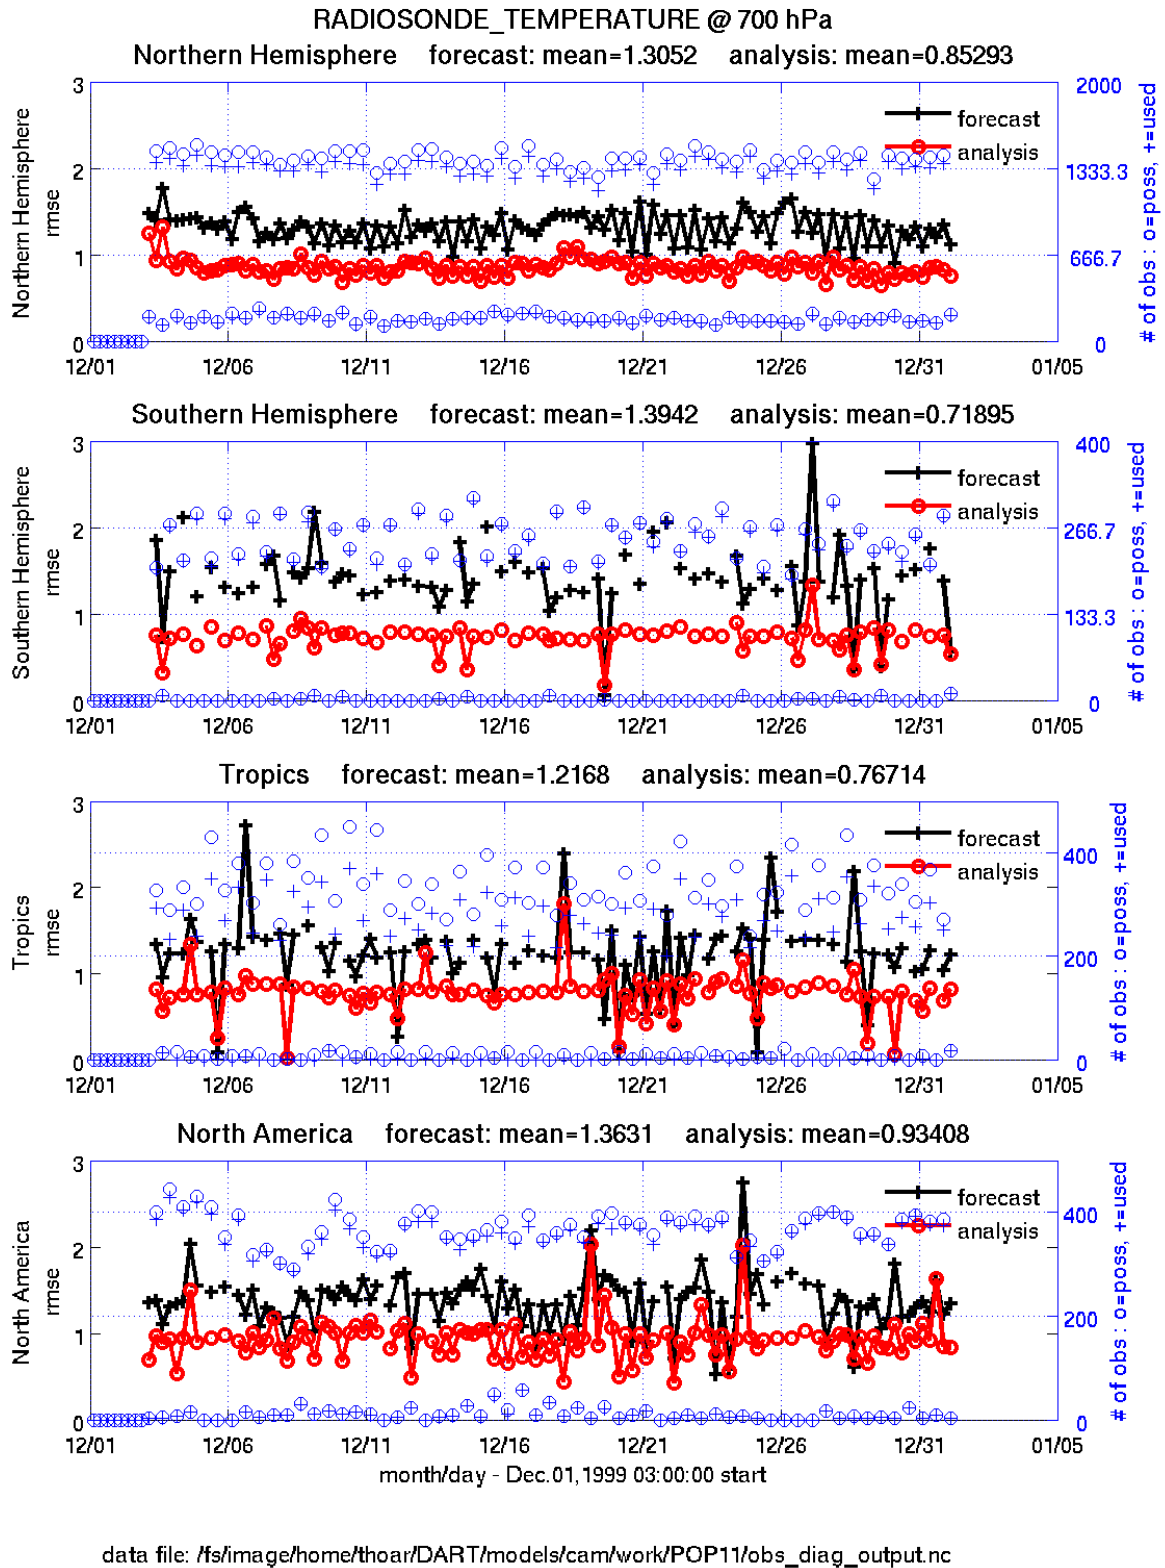 RADIOSONDE_TEMPERATURE @ 700 hPa
Northern Hemisphere forecast: mean=1.3052 analysis: mean=0.85293
Northern Hemisphere
rmse
3
2
1
0
2000
1333.3
666.7
0
# of obs : o=poss, +=used
forecast
analysis
12/01 12/06 12/11 12/16 12/21 12/26 12/31 01/05
Southern Hemisphere forecast: mean=1.3942 analysis: mean=0.71895
Southern Hemisphere
rmse
3
2
1
0
400
266.7
133.3
0
# of obs : o=poss, +=used
forecast
analysis
12/01 12/06 12/11 12/16 12/21 12/26 12/31 01/05
Tropics forecast: mean=1.2168 analysis: mean=0.76714
Tropics
rmse
3
2
1
0
400
200
0
# of obs : o=poss, +=used
forecast
analysis
12/01 12/06 12/11 12/16 12/21 12/26 12/31 01/05
North America forecast: mean=1.3631 analysis: mean=0.93408
North America
rmse
3
2
1
0
400
200
0
# of obs : o=poss, +=used
forecast
analysis
12/01 12/06 12/11 12/16 12/21 12/26 12/31 01/05
month/day - Dec.01,1999 03:00:00 start
data file: /fs/image/home/thoar/DART/models/cam/work/POP11/obs_diag_output.nc